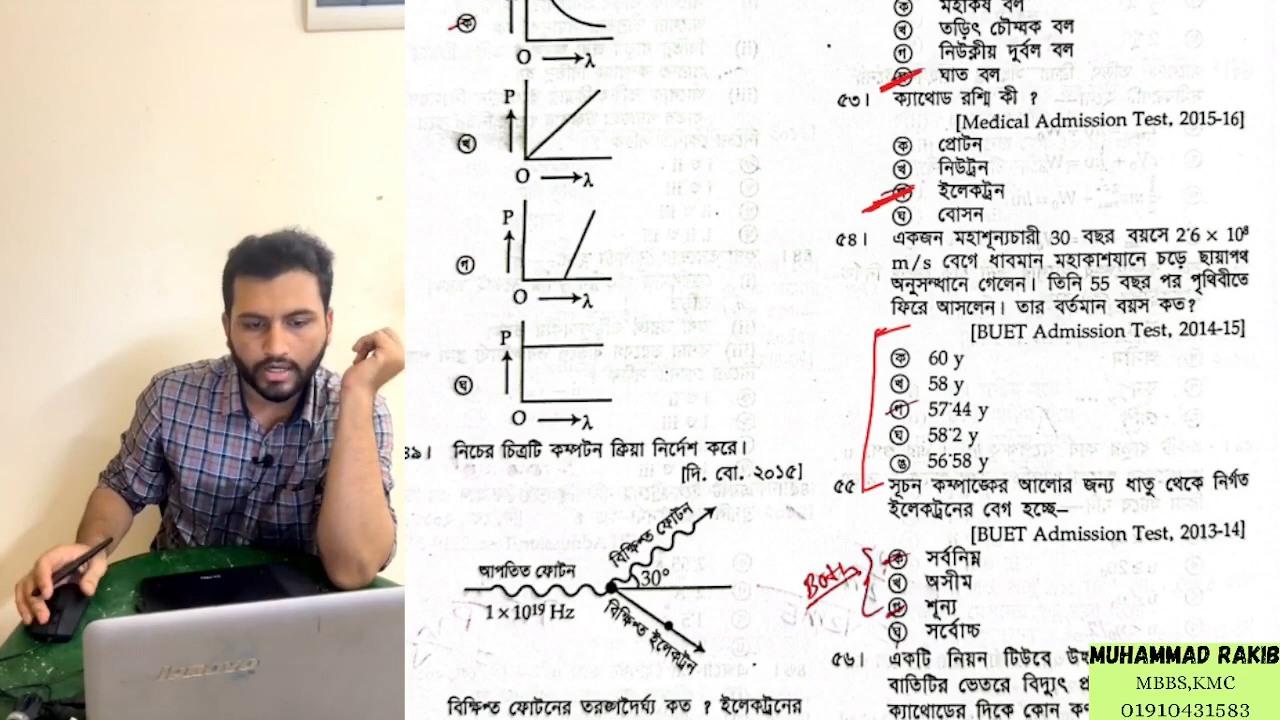 ক P
O → λ
খ P
O → λ
গ P
O → λ
ঘ P
O → λ
৪৯। নিচের চিত্রটি কম্পটন ক্রিয়া নির্দেশ করে।
[দি. বো. ২০১৫]
আপতিত ফোটন
1 × 10¹⁹ Hz
বিক্ষিপ্ত ফোটন
30°
বিক্ষিপ্ত ইলেকট্রন
বিক্ষিপ্ত ফোটনের তরঙ্গদৈর্ঘ্য কত ? ইলেকট্রনের
ক মহাকর্ষ বল
খ তড়িৎ চৌম্বক বল
গ নিউক্লীয় দুর্বল বল
ঘাত বল
৫৩। ক্যাথোড রশ্মি কী ?
[Medical Admission Test, 2015-16]
ক প্রোটন
খ নিউট্রন
ইলেকট্রন
ঘ বোসন
৫৪। একজন মহাশূন্যচারী 30 বছর বয়সে 2·6 × 10⁸
m/s বেগে ধাবমান মহাকাশযানে চড়ে ছায়াপথ
অনুসন্ধানে গেলেন। তিনি 55 বছর পর পৃথিবীতে
ফিরে আসলেন। তার বর্তমান বয়স কত?
[BUET Admission Test, 2014-15]
ক 60 y
খ 58 y
গ 57·44 y
ঘ 58·2 y
ঙ 56·58 y
৫৫ সূচন কম্পাঙ্কের আলোর জন্য ধাতু থেকে নির্গত
ইলেকট্রনের বেগ হচ্ছে–
[BUET Admission Test, 2013-14]
Both
ক সর্বনিম্ন
খ অসীম
গ শূন্য
ঘ সর্বোচ্চ
৫৬। একটি নিয়ন টিউবে
বাতিটির ভেতরে বিদ্যুৎ
ক্যাথোডের দিকে কোন
MUHAMMAD RAKIB
MBBS,KMC
01910431583
lenovo